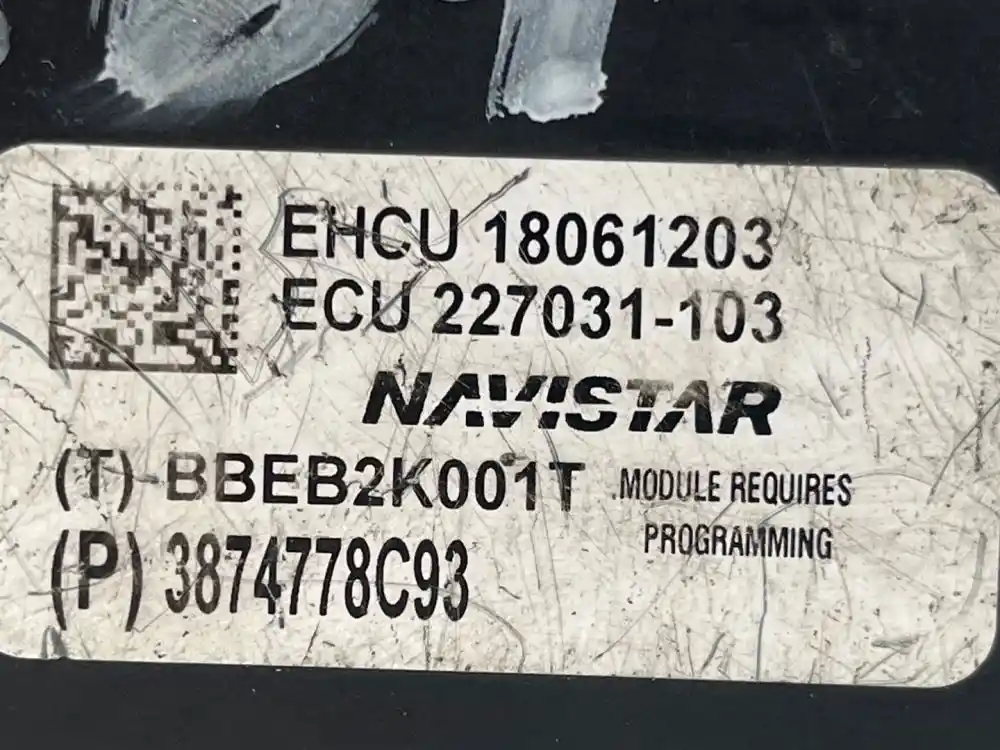 EHCU 18061203
ECU 227031-103
NAVISTAR
(T) BBEB2K001T
MODULE REQUIRES
PROGRAMMING
(P) 3874778C93